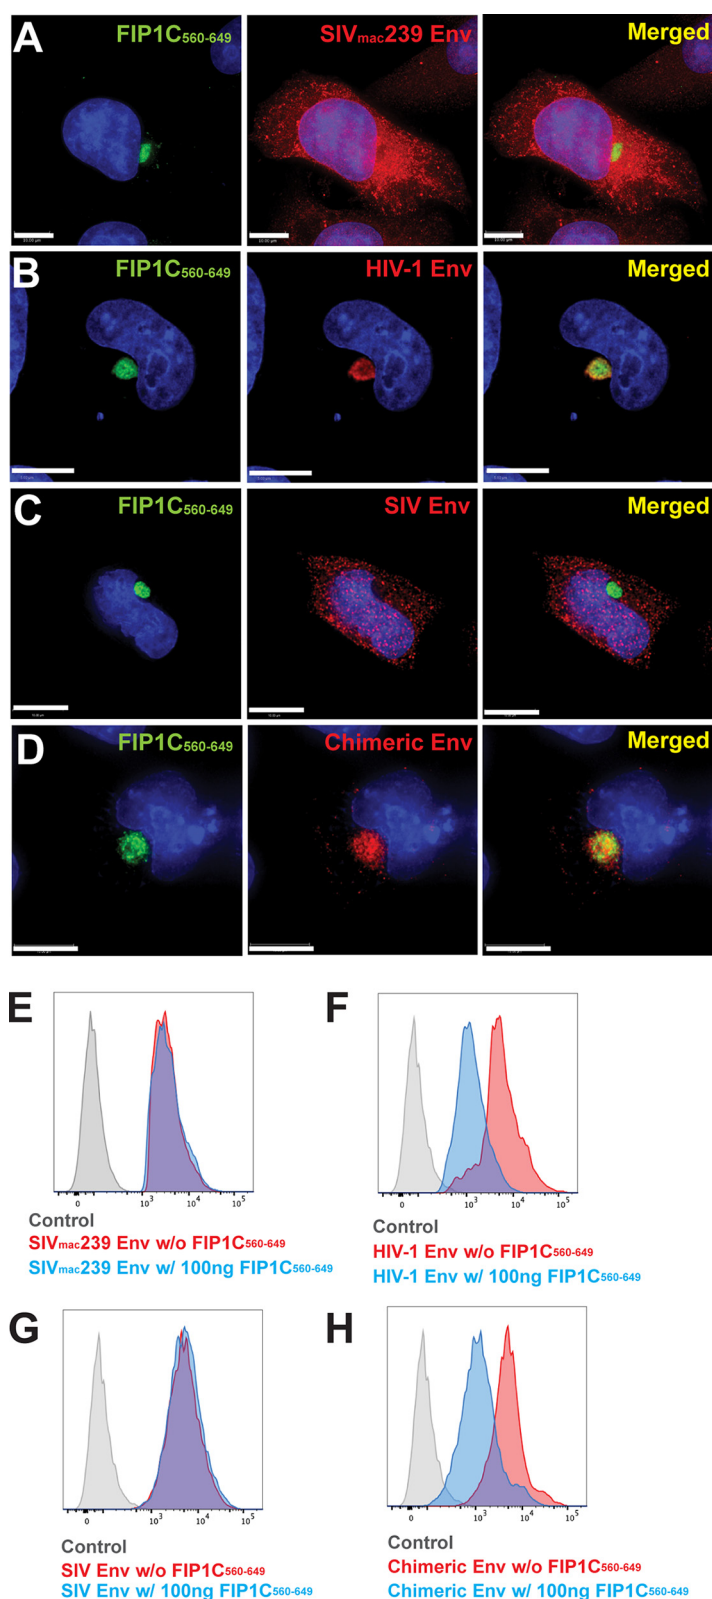 A FIP1C560-649 SIVmac239 Env Merged
B FIP1C560-649 HIV-1 Env Merged
C FIP1C560-649 SIV Env Merged
D FIP1C560-649 Chimeric Env Merged
E
0 10³ 10⁴ 10⁵
Control
SIVmac239 Env w/o FIP1C560-649
SIVmac239 Env w/ 100ng FIP1C560-649
F
0 10³ 10⁴ 10⁵
Control
HIV-1 Env w/o FIP1C560-649
HIV-1 Env w/ 100ng FIP1C560-649
G
0 10³ 10⁴ 10⁵
Control
SIV Env w/o FIP1C560-649
SIV Env w/ 100ng FIP1C560-649
H
0 10³ 10⁴ 10⁵
Control
Chimeric Env w/o FIP1C560-649
Chimeric Env w/ 100ng FIP1C560-649